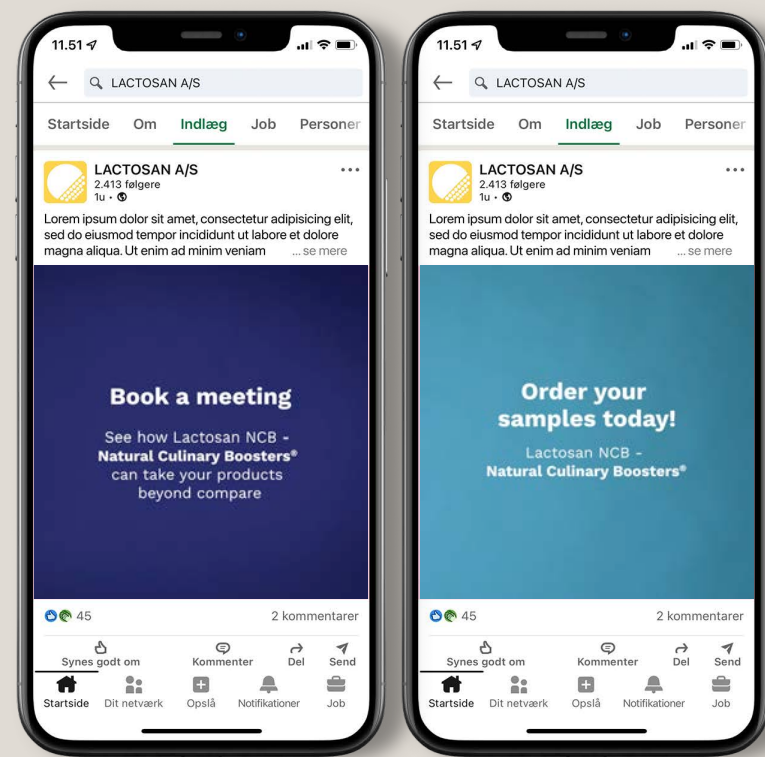 11.51
LACTOSAN A/S
Startside Om Indlæg Job Personer
LACTOSAN A/S
2.413 følgere
1u •
Lorem ipsum dolor sit amet, consectetur adipisicing elit,
sed do eiusmod tempor incididunt ut labore et dolore
magna aliqua. Ut enim ad minim veniam ... se mere
Book a meeting
See how Lactosan NCB -
Natural Culinary Boosters®
can take your products
beyond compare
45 2 kommentarer
Synes godt om Kommenter Del Send
Startside Dit netværk Opslå Notifikationer Job
11.51
LACTOSAN A/S
Startside Om Indlæg Job Personer
LACTOSAN A/S
2.413 følgere
1u •
Lorem ipsum dolor sit amet, consectetur adipisicing elit,
sed do eiusmod tempor incididunt ut labore et dolore
magna aliqua. Ut enim ad minim veniam ... se mere
Order your
samples today!
Lactosan NCB -
Natural Culinary Boosters®
45 2 kommentarer
Synes godt om Kommenter Del Send
Startside Dit netværk Opslå Notifikationer Job